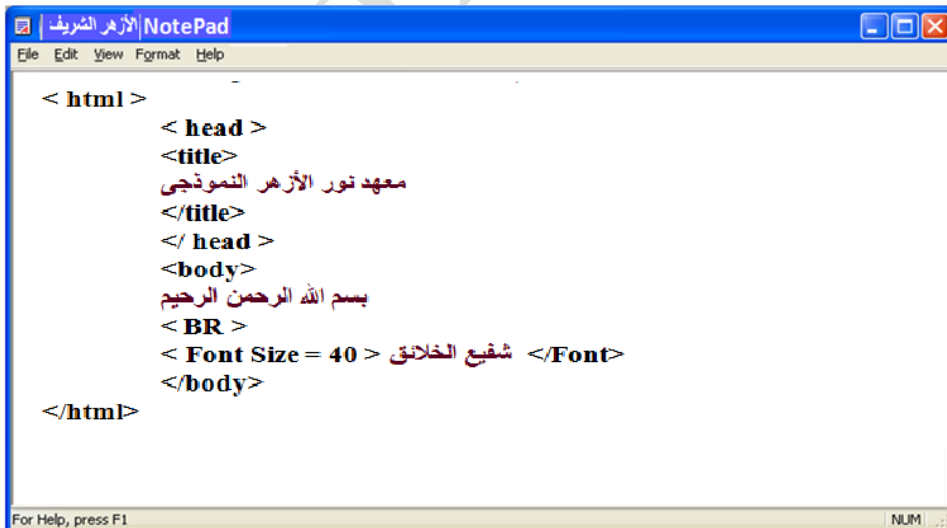 NotePad | الأزهر الشريف
File Edit View Format Help
< html >
< head >
<title>
معهد نور الأزهر النموذجى
</title>
</ head >
<body>
بسم الله الرحمن الرحيم
< BR >
< Font Size = 40 < شفيع الخلائق </Font>
</body>
</html>
For Help, press F1
NUM